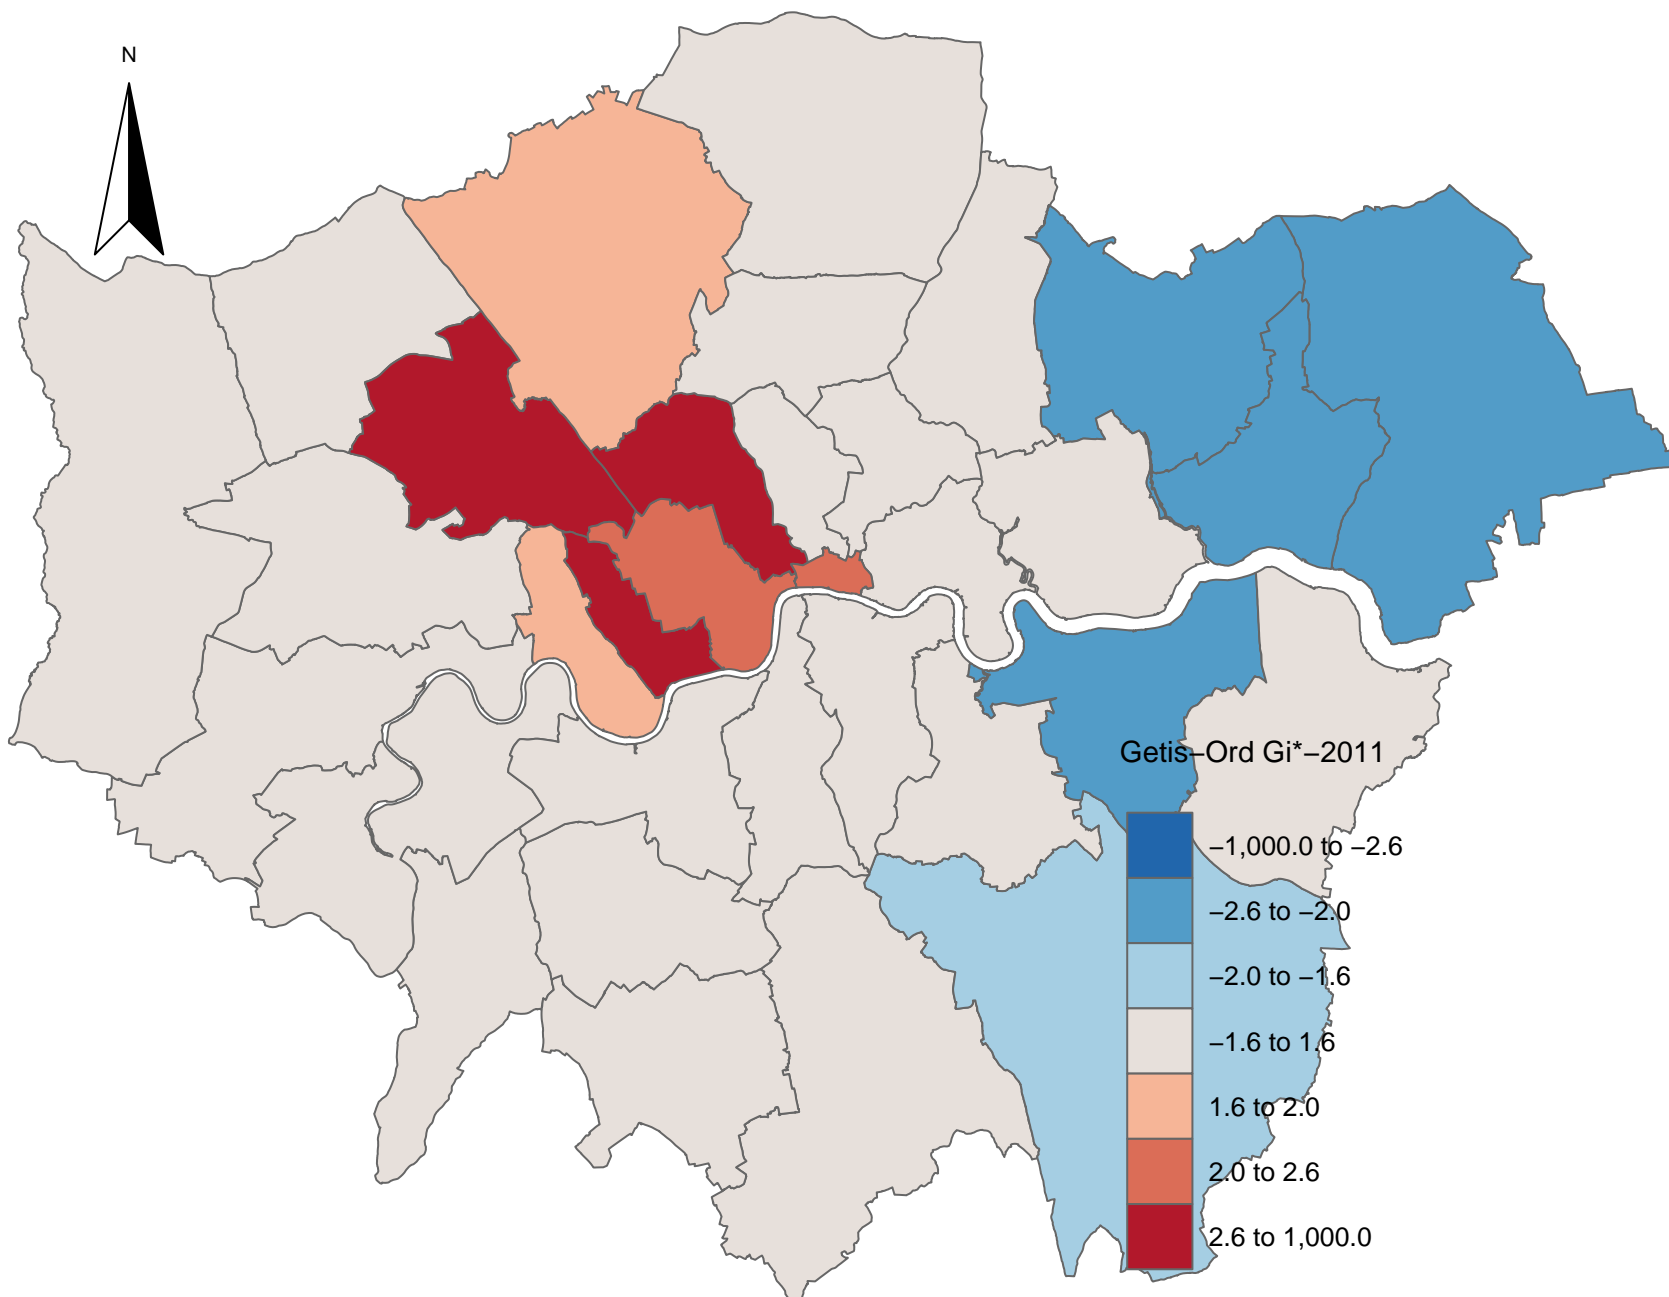 N
Getis–Ord Gi*–2011
–1,000.0 to –2.6
–2.6 to –2.0
–2.0 to –1.6
–1.6 to 1.6
1.6 to 2.0
2.0 to 2.6
2.6 to 1,000.0